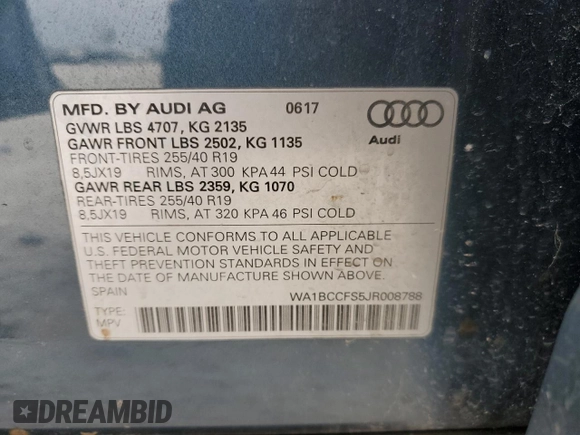 MFD. BY AUDI AG 0617
GVWR LBS 4707, KG 2135
GAWR FRONT LBS 2502, KG 1135
FRONT-TIRES 255/40 R19
8,5JX19 RIMS, AT 300 KPA 44 PSI COLD
GAWR REAR LBS 2359, KG 1070
REAR-TIRES 255/40 R19
8,5JX19 RIMS, AT 320 KPA 46 PSI COLD
Audi
THIS VEHICLE CONFORMS TO ALL APPLICABLE
U.S. FEDERAL MOTOR VEHICLE SAFETY AND
THEFT PREVENTION STANDARDS IN EFFECT ON
THE DATE OF MANUFACTURE SHOWN ABOVE.
SPAIN WA1BCCFS5JR008788
TYPE:
MPV
DREAMBID